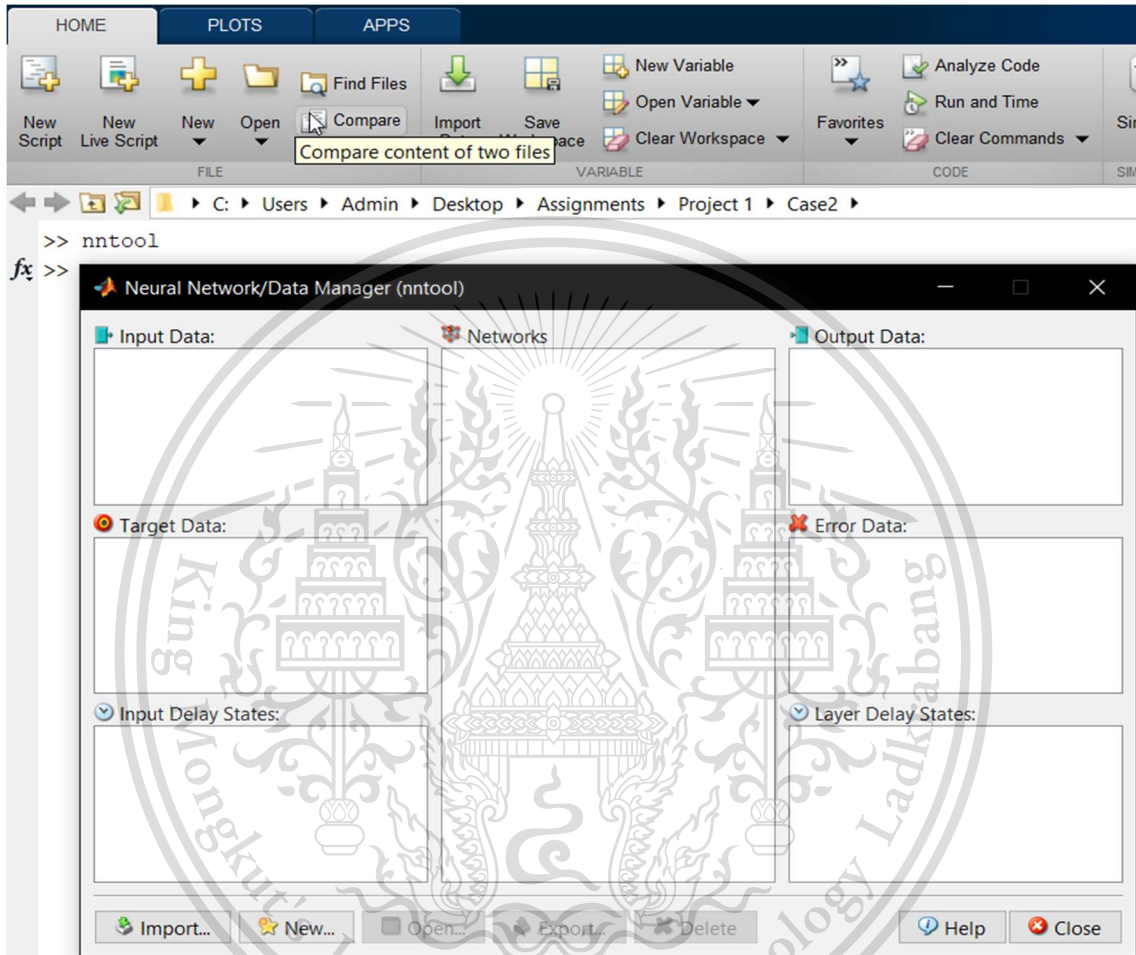 HOME PLOTS APPS
New Script
New Live Script
New
Open
Find Files
Compare
Import
Save
New Variable
Open Variable
Clear Workspace
Favorites
Analyze Code
Run and Time
Clear Commands
Compare content of two files
FILE VARIABLE CODE
C: Users Admin Desktop Assignments Project 1 Case2
>> nntool
fx >>
Neural Network/Data Manager (nntool)
Input Data:
Networks
Output Data:
Target Data:
Error Data:
Input Delay States:
Layer Delay States:
Import...
New...
Open...
Export...
Delete
Help
Close
King Mongkut's
Ladkrabang